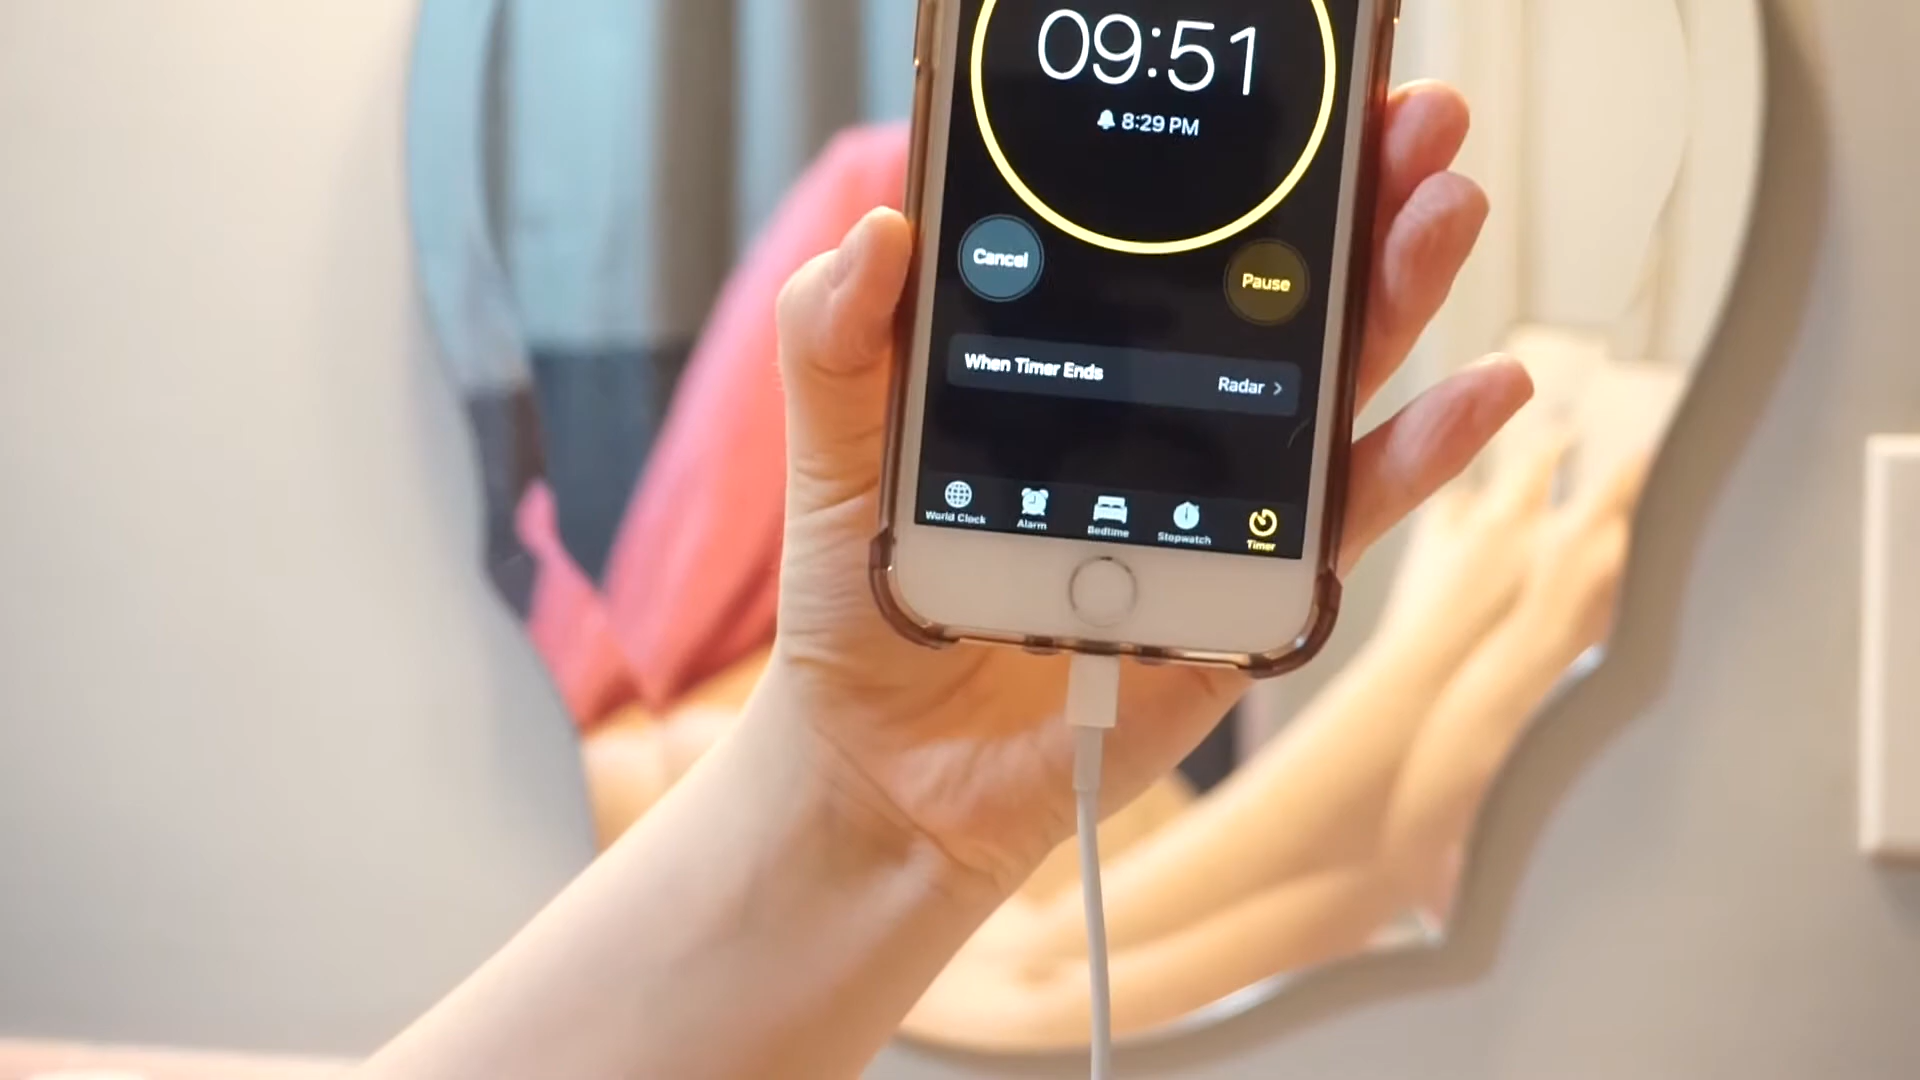 09:51
8:29 PM
Cancel
Pause
When Timer Ends
Radar
World Clock
Alarm
Bedtime
Stopwatch
Timer